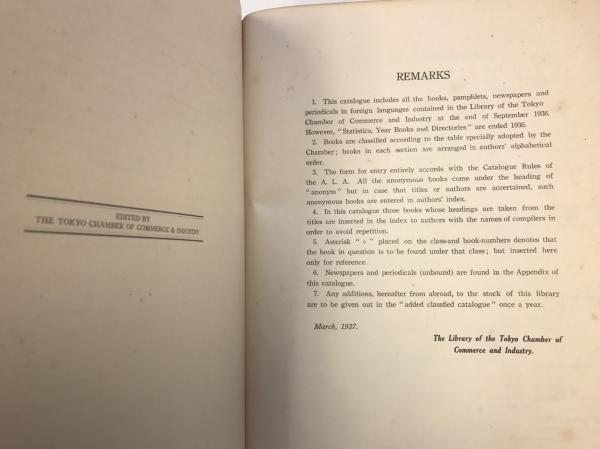 EDITED BY
THE TOKYO CHAMBER OF COMMERCE & INDUSTRY
REMARKS
1. This catalogue includes all the books, pamphlets, newspapers and
periodicals in foreign languages contained in the Library of the Tokyo
Chamber of Commerce and Industry at the end of September 1936.
However, "Statistics, Year Books and Directories" are ended 1936.
2. Books are classified according to the table specially adopted by the
Chamber; books in each section are arranged in authors' alphabetical
order.
3. The form for entry entirely accords with the Catalogue Rules of
the A. L. A. All the anonymous books come under the heading of
"anonym" but in case that titles or authors are ascertained, such
anonymous books are entered in authors' index.
4. In this catalogue those books whose headings are taken from the
titles are inserted in the index to authors with the names of compilers in
order to avoid repetition.
5. Asterisk "*" placed on the class-and book-numbers denotes that
the book in question is to be found under that class; but inserted here
only for reference.
6. Newspapers and periodicals (unbound) are found in the Appendix of
this catalogue.
7. Any additions, hereafter from abroad, to the stock of this library
are to be given out in the "added classfied catalogue" once a year.
March, 1937.
The Library of the Tokyo Chamber of
Commerce and Industry.